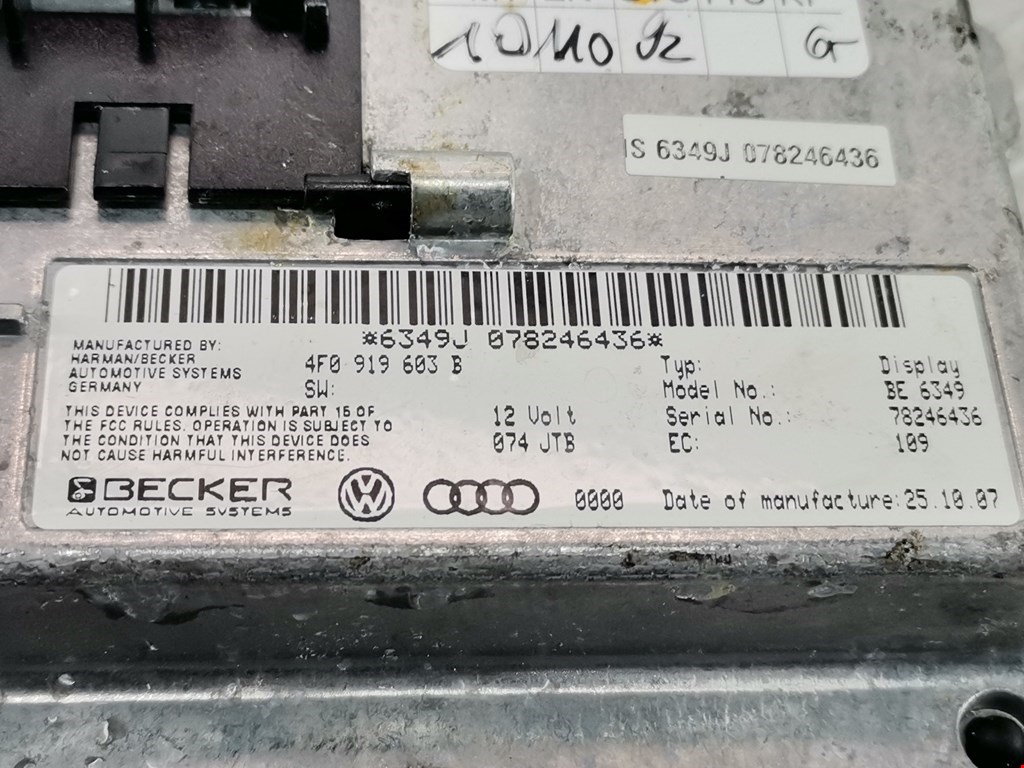 S 6349J 078246436
*6349J 078246436*
MANUFACTURED BY:
HARMAN/BECKER
AUTOMOTIVE SYSTEMS
GERMANY
4F0 919 603 B
SW:
Typ: Display
Model No.: BE 6349
Serial No.: 78246436
EC: 109
12 Volt
074 JTB
THIS DEVICE COMPLIES WITH PART 15 OF
THE FCC RULES. OPERATION IS SUBJECT TO
THE CONDITION THAT THIS DEVICE DOES
NOT CAUSE HARMFUL INTERFERENCE.
BECKER
AUTOMOTIVE SYSTEMS
0000
Date of manufacture: 25.10.07